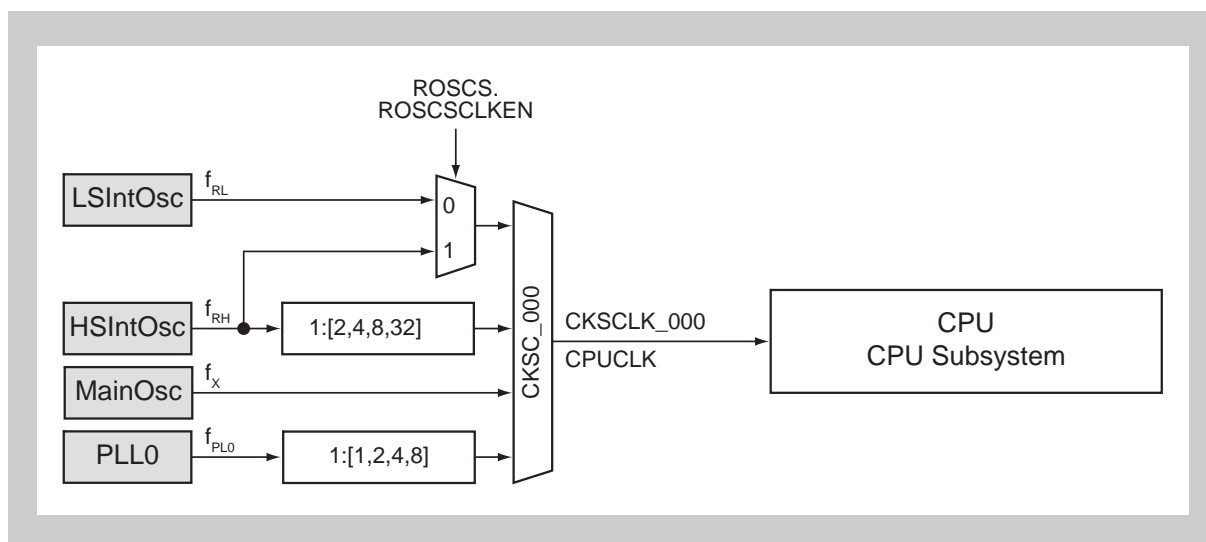 ROSCS.
ROSCSCLKEN
LSIntOsc
fRL
0
1
HSIntOsc
fRH
1:[2,4,8,32]
MainOsc
fX
PLL0
fPL0
1:[1,2,4,8]
CKSC_000
CKSCLK_000
CPUCLK
CPU
CPU Subsystem